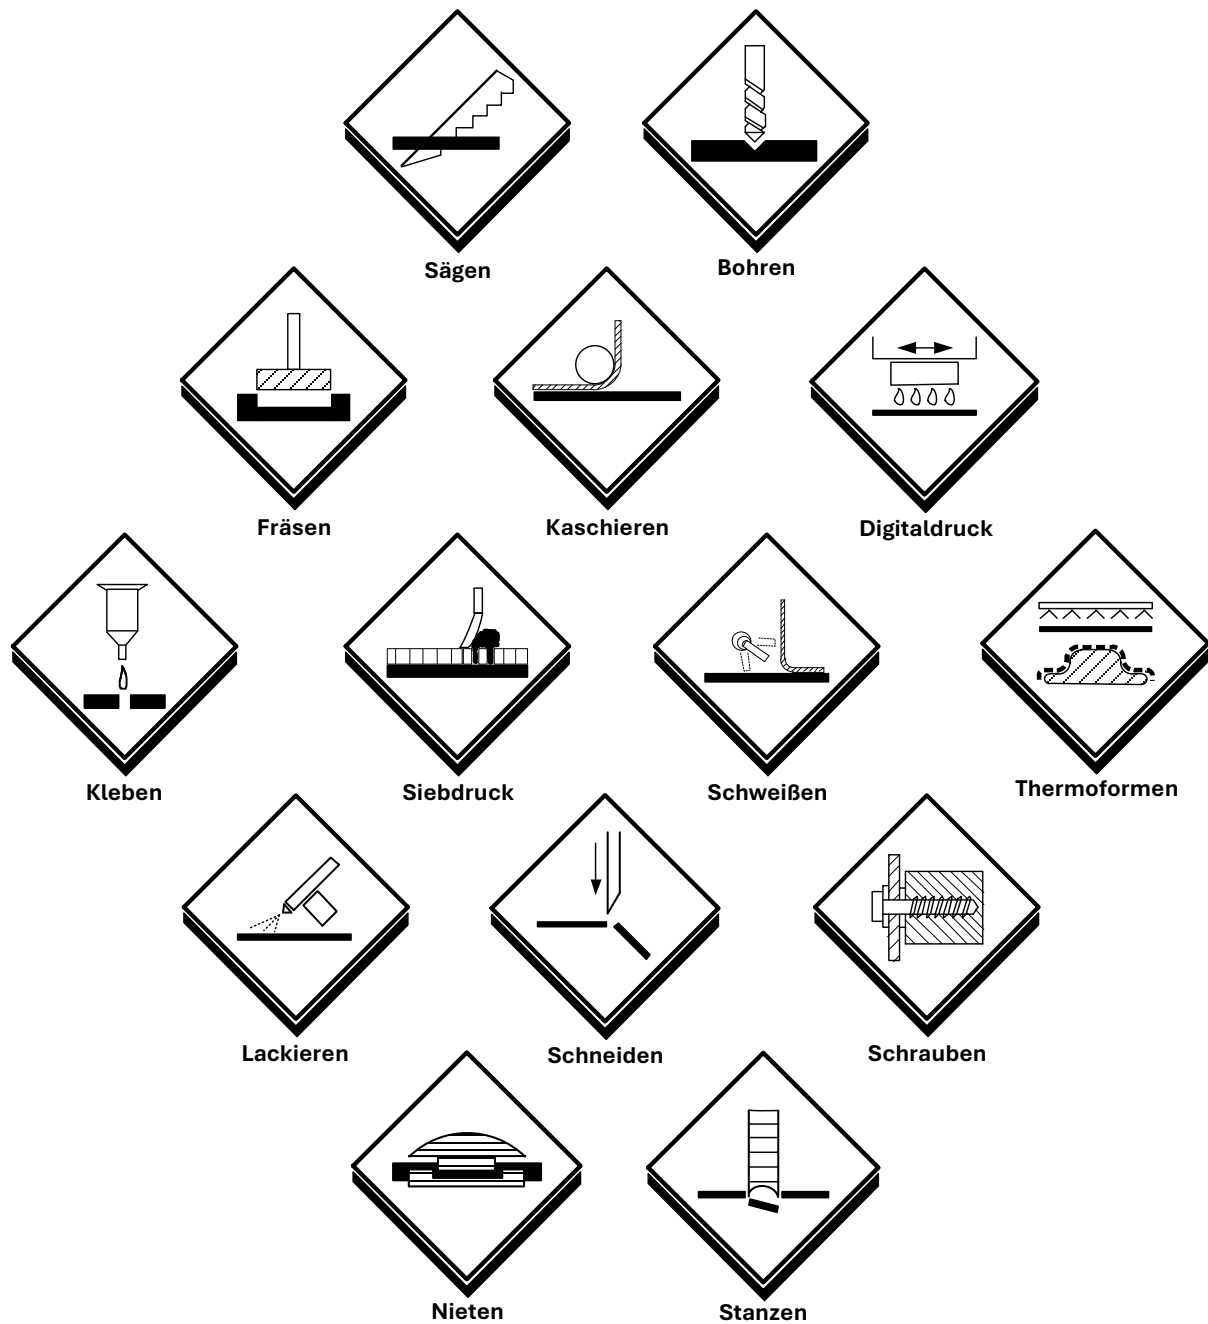 Sägen
Bohren
Fräsen
Kaschieren
Digitaldruck
Kleben
Siebdruck
Schweißen
Thermoformen
Lackieren
Schneiden
Schrauben
Nieten
Stanzen